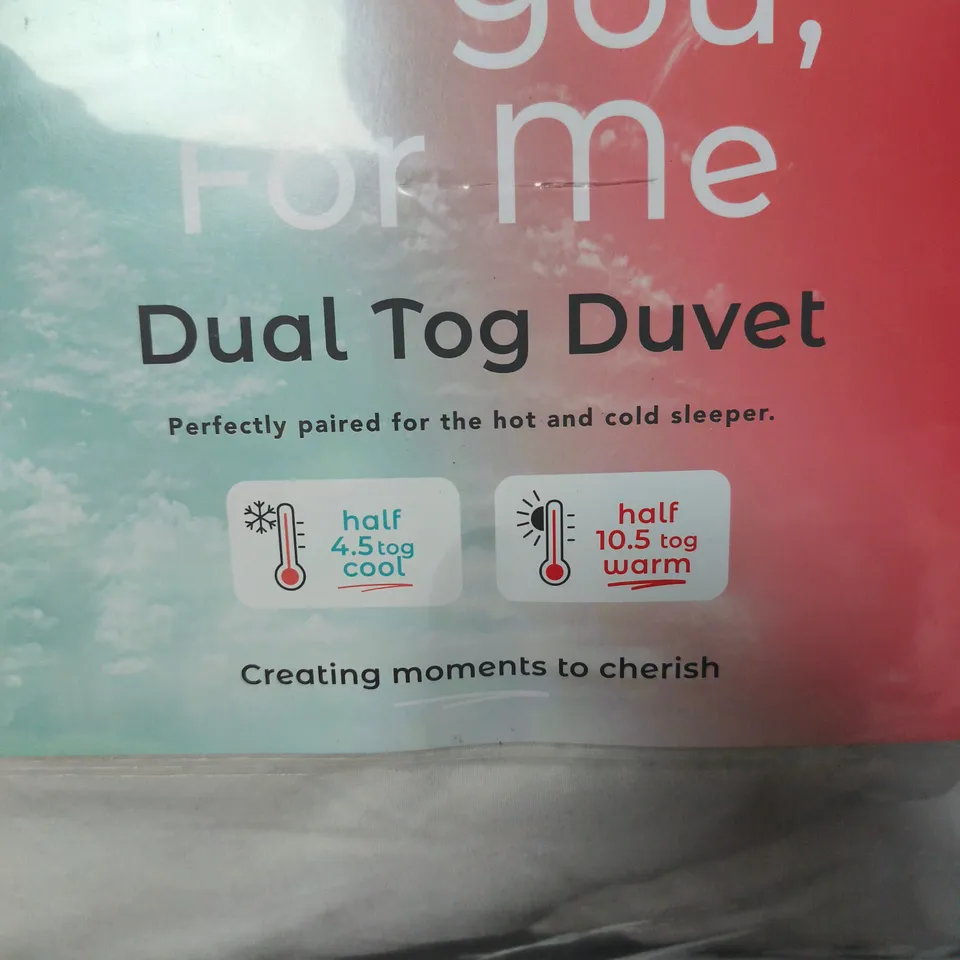 you,
For me
Dual Tog Duvet
Perfectly paired for the hot and cold sleeper.
half
4.5 tog
cool
half
10.5 tog
warm
Creating moments to cherish